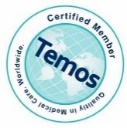 Certified Member
Temos
Quality in Medical Care. Worldwide.